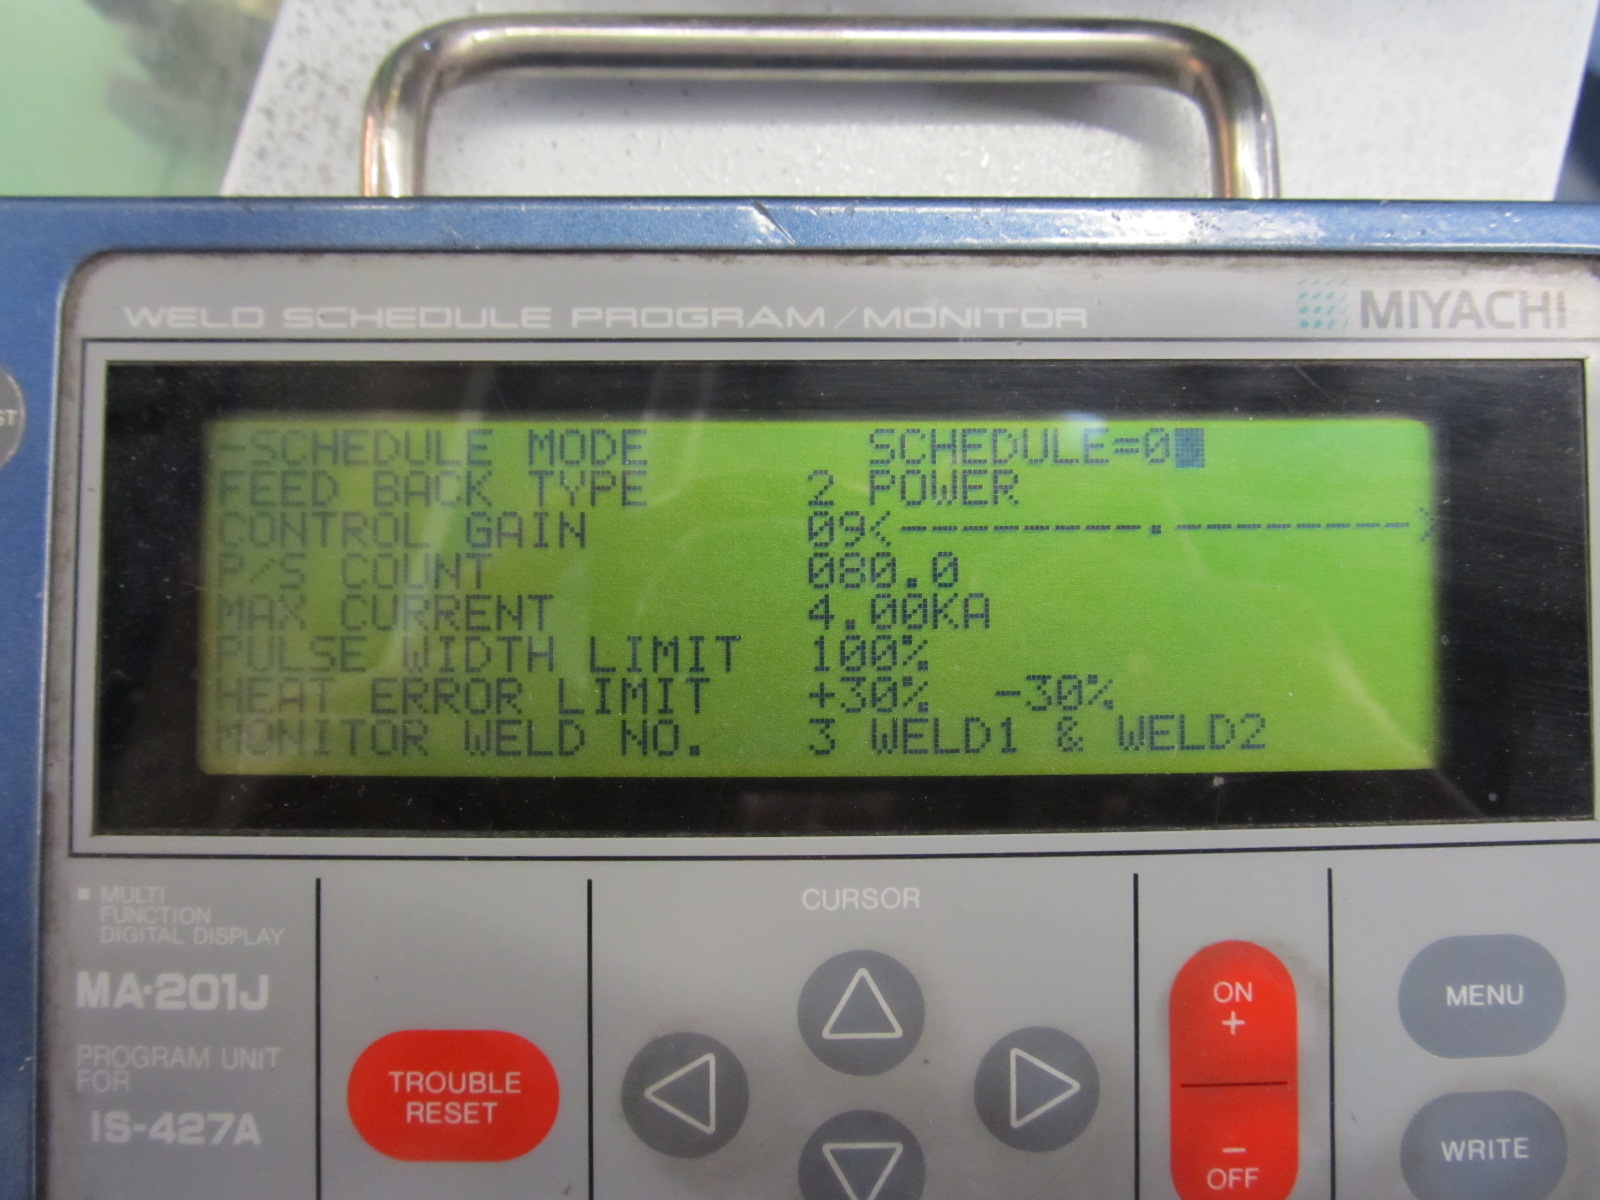 WELD SCHEDULE PROGRAM/MONITOR
MIYACHI
ST
-SCHEDULE MODE SCHEDULE=0
FEED BACK TYPE 2 POWER
CONTROL GAIN 09<--------.-------->
P/S COUNT 080.0
MAX CURRENT 4.00KA
PULSE WIDTH LIMIT 100%
HEAT ERROR LIMIT +30% -30%
MONITOR WELD NO. 3 WELD1 & WELD2
MULTI
FUNCTION
DIGITAL DISPLAY
MA-201J
PROGRAM UNIT
FOR
IS-427A
TROUBLE
RESET
CURSOR
ON
+
-
OFF
MENU
WRITE